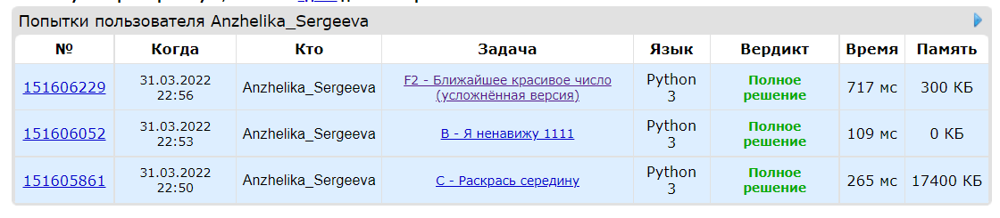 Попытки пользователя Anzhelika_Sergeeva
№ Когда Кто Задача Язык Вердикт Время Память
151606229 31.03.2022 22:56 Anzhelika_Sergeeva F2 - Ближайшее красивое число (усложнённая версия) Python 3 Полное решение 717 мс 300 КБ
151606052 31.03.2022 22:53 Anzhelika_Sergeeva B - Я ненавижу 1111 Python 3 Полное решение 109 мс 0 КБ
151605861 31.03.2022 22:50 Anzhelika_Sergeeva C - Раскрась середину Python 3 Полное решение 265 мс 17400 КБ